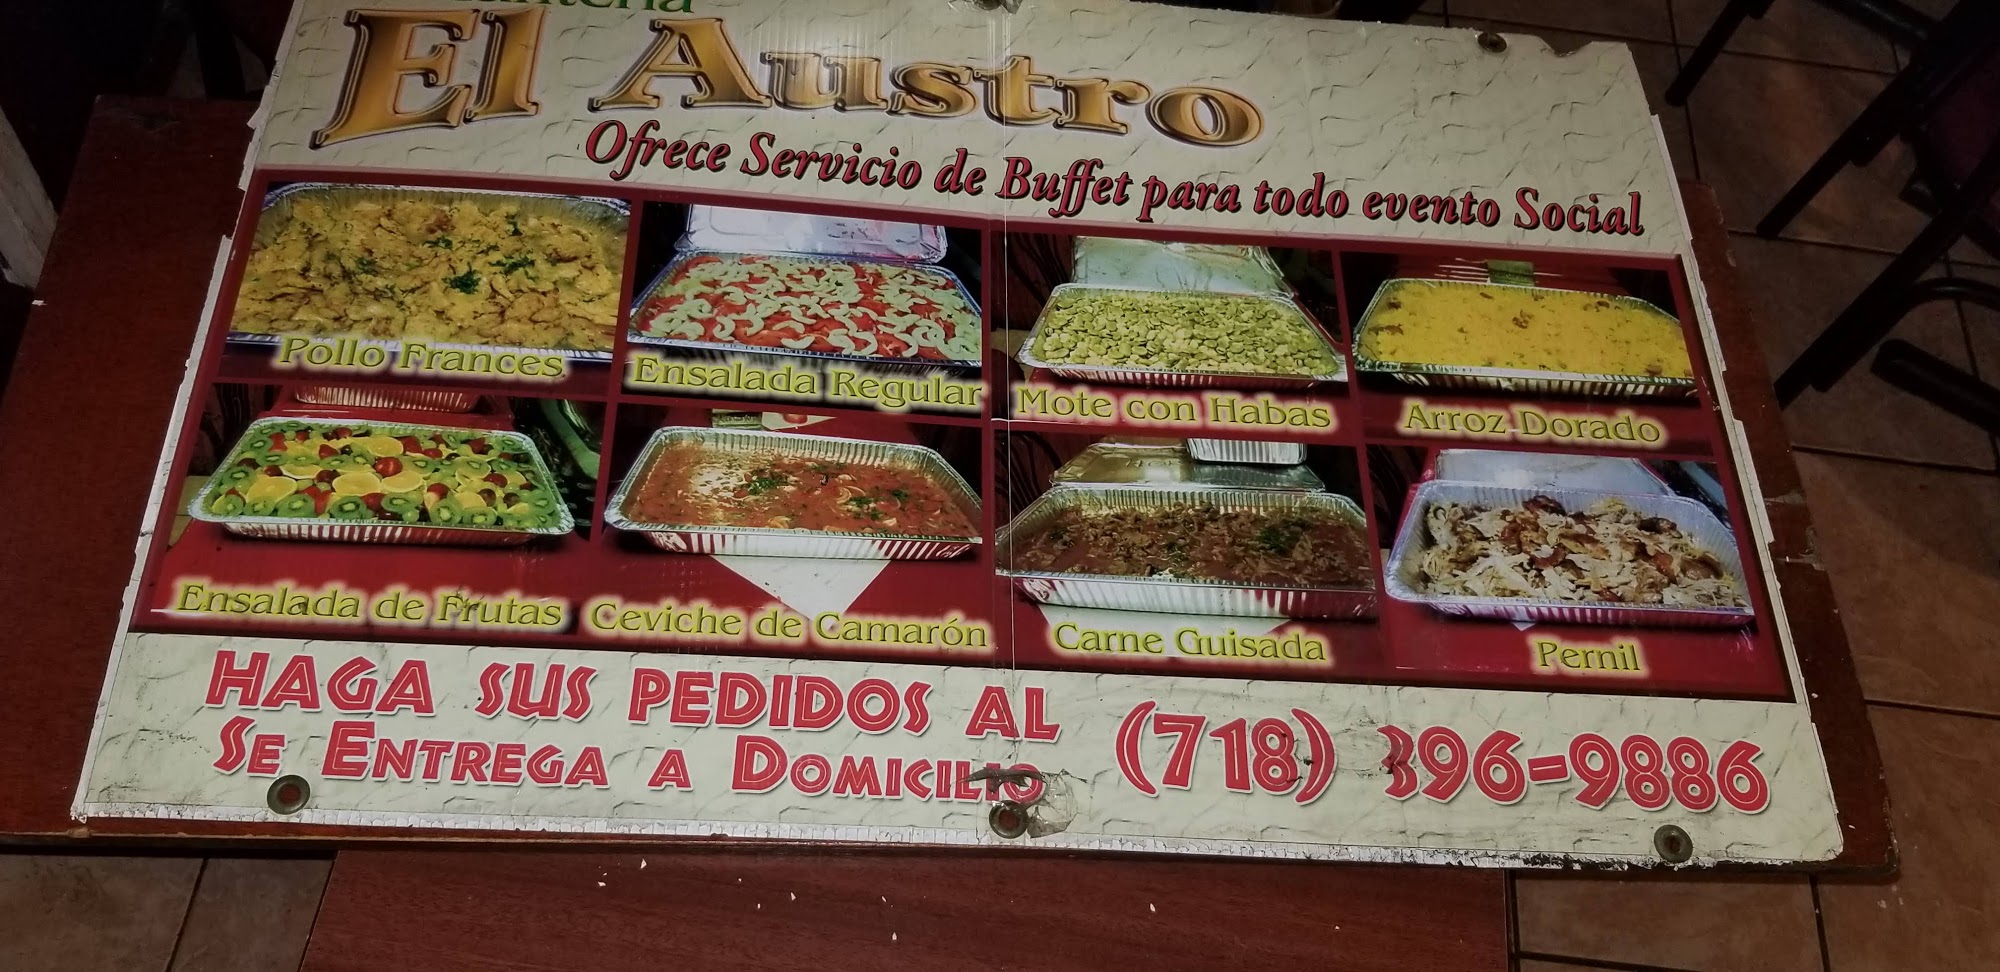 El Austro
Ofrece Servicio de Buffet para todo evento Social
Pollo Frances
Ensalada Regular
Mote con Habas
Arroz Dorado
Ensalada de Frutas
Ceviche de Camarón
Carne Guisada
Pernil
HAGA SUS PEDIDOS AL (718) 396-9886
SE ENTREGA A DOMICILIO